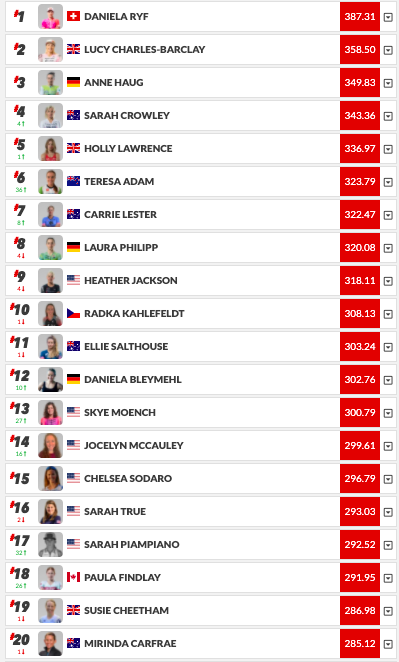 #1 DANIELA RYF 387.31
#2 LUCY CHARLES-BARCLAY 358.50
#3 ANNE HAUG 349.83
#4 SARAH CROWLEY 343.36
4↑
#5 HOLLY LAWRENCE 336.97
1↑
#6 TERESA ADAM 323.79
36↑
#7 CARRIE LESTER 322.47
6↑
#8 LAURA PHILIPP 320.08
4↓
#9 HEATHER JACKSON 318.11
4↓
#10 RADKA KAHLEFELDT 308.13
1↓
#11 ELLIE SALTHOUSE 303.24
1↓
#12 DANIELA BLEYMEHL 302.76
10↑
#13 SKYE MOENCH 300.79
27↑
#14 JOCELYN MCCAULEY 299.61
16↑
#15 CHELSEA SODARO 296.79
#16 SARAH TRUE 293.03
2↓
#17 SARAH PIAMPIANO 292.52
32↑
#18 PAULA FINDLAY 291.95
26↑
#19 SUSIE CHEETHAM 286.98
1↓
#20 MIRINDA CARFRAE 285.12
1↓